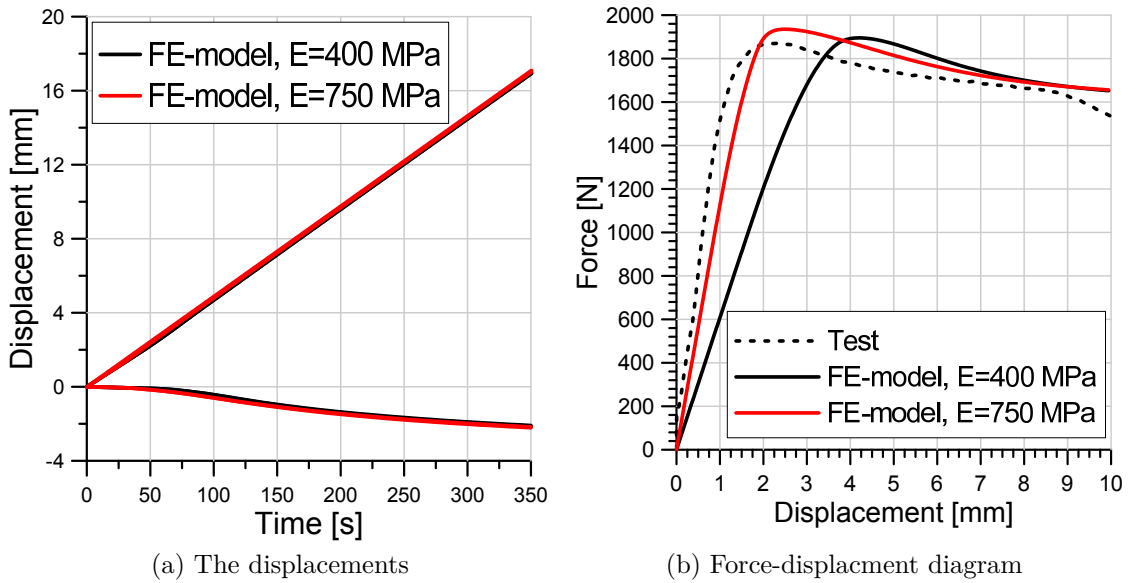 20
16
12
8
4
0
-4
Displacement [mm]
FE-model, E=400 MPa
FE-model, E=750 MPa
0 50 100 150 200 250 300 350
Time [s]
(a) The displacements
2000
1800
1600
1400
1200
1000
800
600
400
200
0
Force [N]
Test
FE-model, E=400 MPa
FE-model, E=750 MPa
0 1 2 3 4 5 6 7 8 9 10
Displacement [mm]
(b) Force-displacment diagram